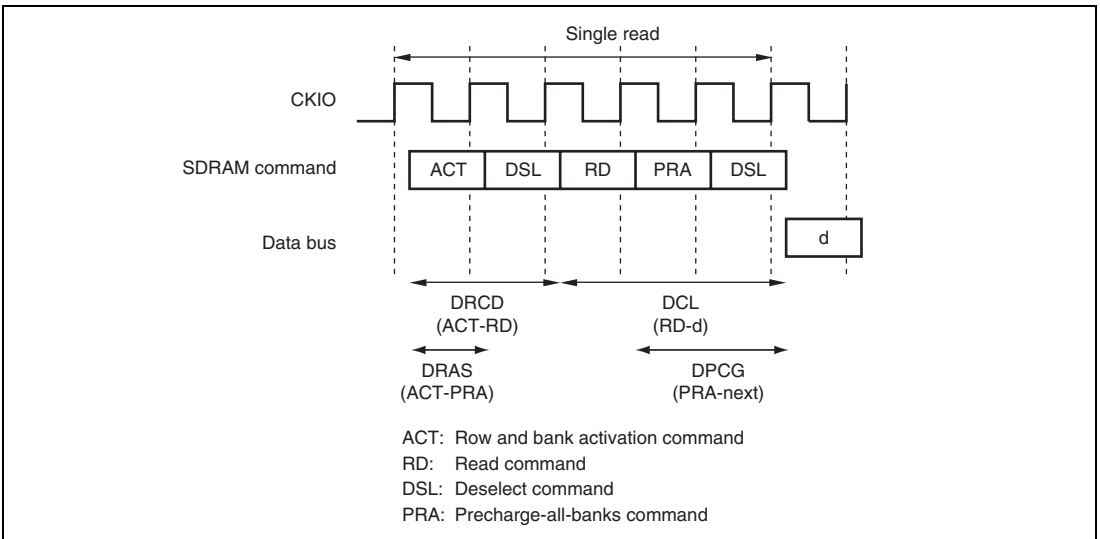 Single read
CKIO
SDRAM command ACT DSL RD PRA DSL
Data bus d
DRCD DCL
(ACT-RD) (RD-d)
DRAS DPCG
(ACT-PRA) (PRA-next)
ACT: Row and bank activation command
RD: Read command
DSL: Deselect command
PRA: Precharge-all-banks command